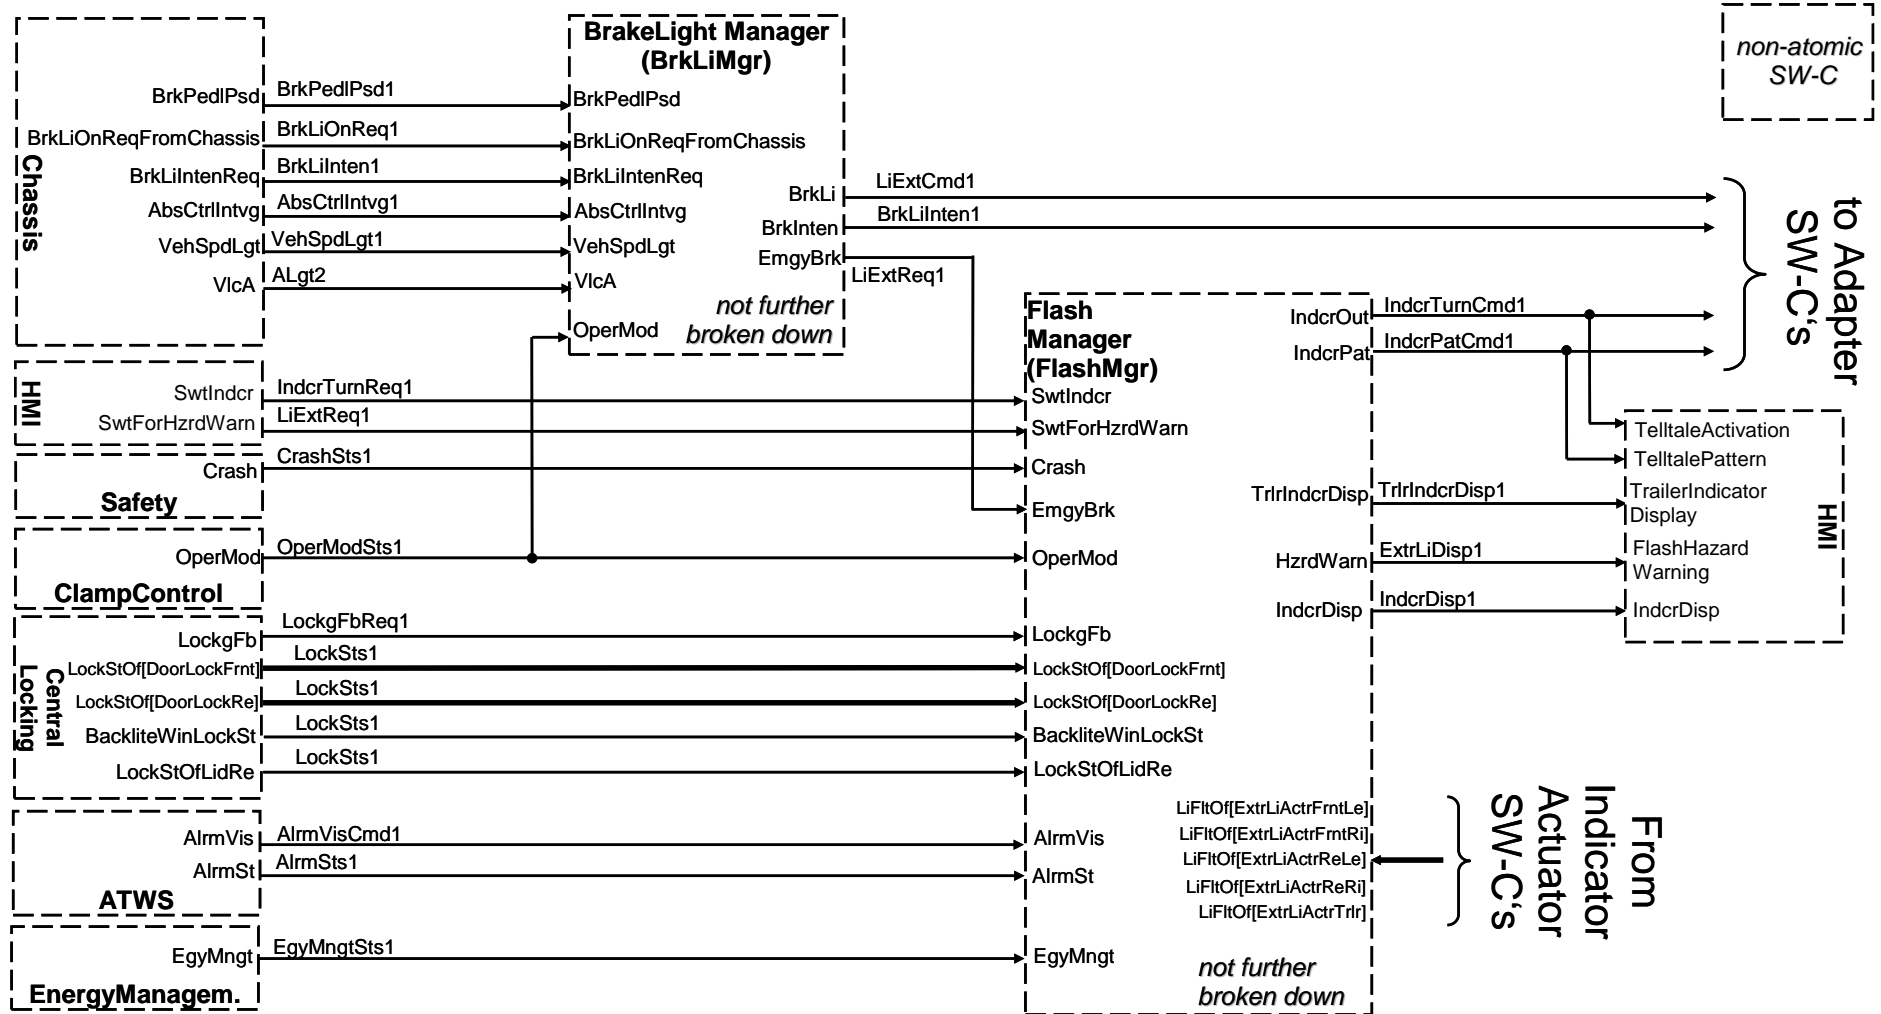 BrakeLight Manager
(BrkLiMgr)
non-atomic
SW-C
Chassis
BrkPedlPsd
BrkPedlPsd1
BrkPedlPsd
BrkLiOnReqFromChassis
BrkLiOnReq1
BrkLiOnReqFromChassis
BrkLiIntenReq
BrkLiInten1
BrkLiIntenReq
AbsCtrlIntvg
AbsCtrlIntvg1
AbsCtrlIntvg
VehSpdLgt
VehSpdLgt1
VehSpdLgt
VlcA
ALgt2
VlcA
OperMod
BrkLi
LiExtCmd1
BrkInten
BrkLiInten1
EmgyBrk
LiExtReq1
not further
broken down
to Adapter
SW-C's
HMI
SwtIndcr
IndcrTurnReq1
SwtForHzrdWarn
LiExtReq1
Crash
CrashSts1
Safety
OperMod
OperModSts1
ClampControl
Central
Locking
LockgFb
LockgFbReq1
LockStOf[DoorLockFrnt]
LockSts1
LockStOf[DoorLockRe]
LockSts1
BackliteWinLockSt
LockSts1
LockStOfLidRe
LockSts1
AlrmVis
AlrmVisCmd1
AlrmSt
AlrmSts1
ATWS
EgyMngt
EgyMngtSts1
EnergyManagem.
Flash
Manager
(FlashMgr)
SwtIndcr
SwtForHzrdWarn
Crash
EmgyBrk
OperMod
LockgFb
LockStOf[DoorLockFrnt]
LockStOf[DoorLockRe]
BackliteWinLockSt
LockStOfLidRe
AlrmVis
AlrmSt
EgyMngt
IndcrOut
IndcrTurnCmd1
IndcrPat
IndcrPatCmd1
TrlrIndcrDisp
TrlrIndcrDisp1
HzrdWarn
ExtrLiDisp1
IndcrDisp
IndcrDisp1
LiFltOf[ExtrLiActrFrntLe]
LiFltOf[ExtrLiActrFrntRi]
LiFltOf[ExtrLiActrReLe]
LiFltOf[ExtrLiActrReRi]
LiFltOf[ExtrLiActrTrlr]
not further
broken down
TelltaleActivation
TelltalePattern
TrailerIndicator
Display
FlashHazard
Warning
IndcrDisp
HMI
From
Indicator
Actuator
SW-C's